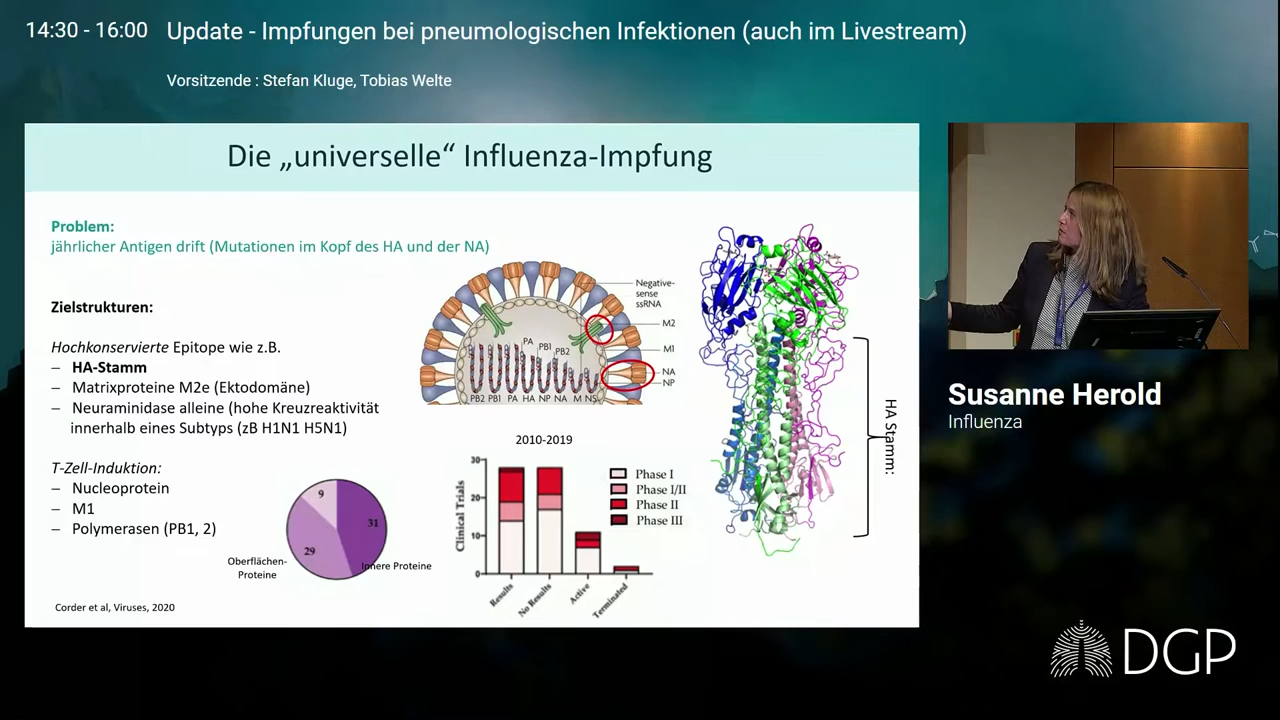 14:30 - 16:00 Update - Impfungen bei pneumologischen Infektionen (auch im Livestream)
Vorsitzende : Stefan Kluge, Tobias Welte
Die „universelle“ Influenza-Impfung
Problem:
jährlicher Antigen drift (Mutationen im Kopf des HA und der NA)
Zielstrukturen:
Hochkonservierte Epitope wie z.B.
– HA-Stamm
– Matrixproteine M2e (Ektodomäne)
– Neuraminidase alleine (hohe Kreuzreaktivität
innerhalb eines Subtyps (zB H1N1 H5N1)
T-Zell-Induktion:
– Nucleoprotein
– M1
– Polymerasen (PB1, 2)
9
31
29
Oberflächen-
Proteine
Innere Proteine
Corder et al, Viruses, 2020
Negative-
sense
ssRNA
M2
M1
NA
NP
PA PB1 PB2
PB2 PB1 PA HA NP NA M NS
2010-2019
Clinical Trials
30
20
10
0
Results
No Results
Active
Terminated
Phase I
Phase I/II
Phase II
Phase III
HA Stamm:
Susanne Herold
Influenza
DGP